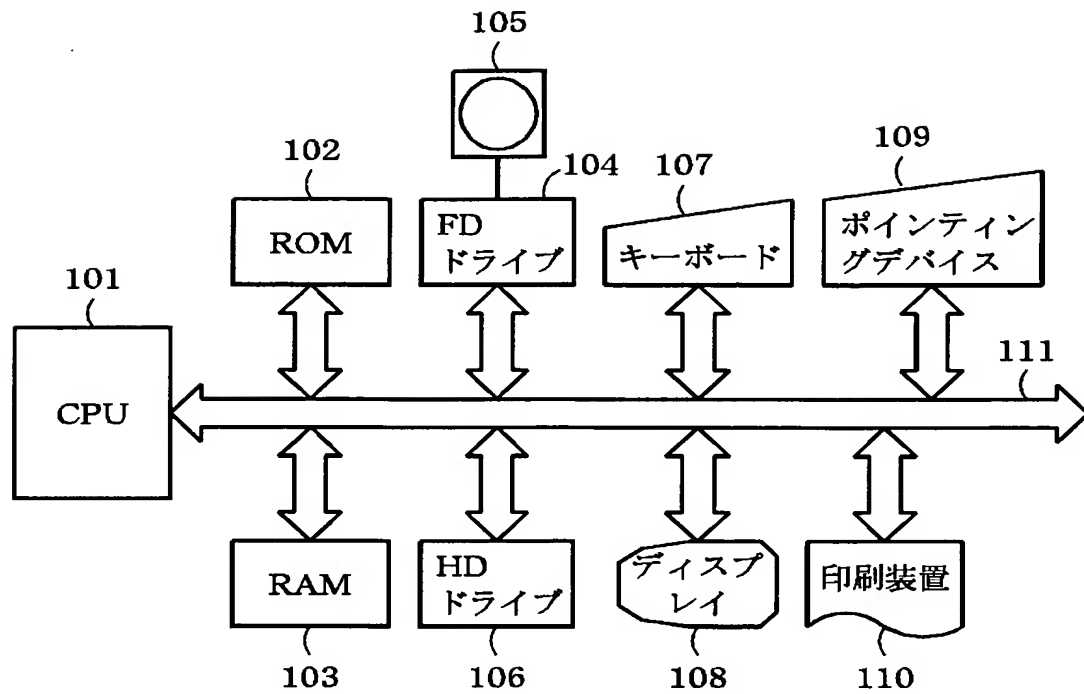 105
102
104
107
109
ROM
FD
ドライブ
キーボード
ポインティン
グデバイス
101
111
CPU
RAM
HD
ドライブ
ディスプ
レイ
印刷装置
103
106
108
110